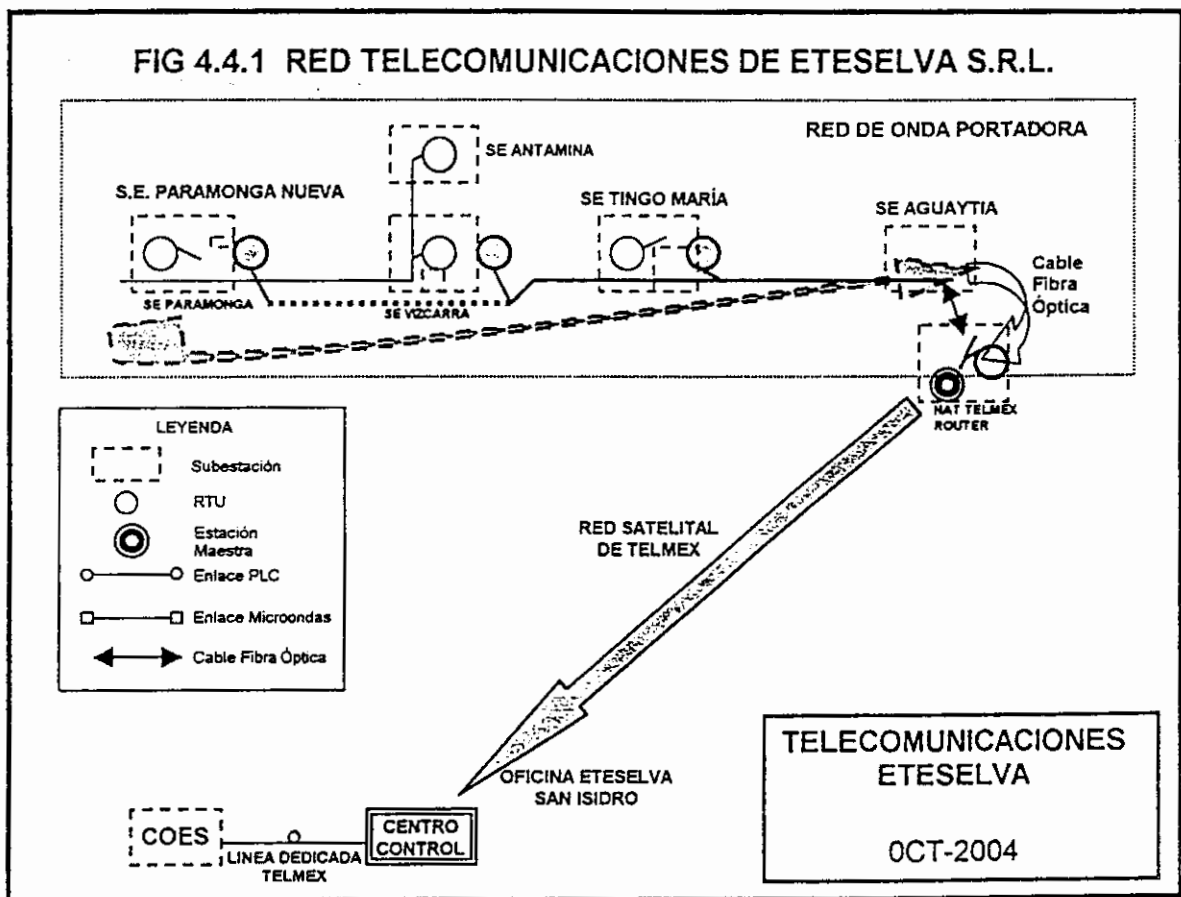 FIG 4.4.1 RED TELECOMUNICACIONES DE ETESELVA S.R.L.
RED DE ONDA PORTADORA
SE ANTAMINA
S.E. PARAMONGA NUEVA
SE TINGO MARÍA
SE AGUAYTIA
Cable
Fibra
Óptica
SE PARAMONGA
SE VIZCARRA
NAT TELMEX
ROUTER
LEYENDA
Subestación
RTU
Estación
Maestra
Enlace PLC
Enlace Microondas
Cable Fibra Óptica
RED SATELITAL
DE TELMEX
OFICINA ETESELVA
SAN ISIDRO
COES
CENTRO
CONTROL
LINEA DEDICADA
TELMEX
TELECOMUNICACIONES
ETESELVA
0CT-2004